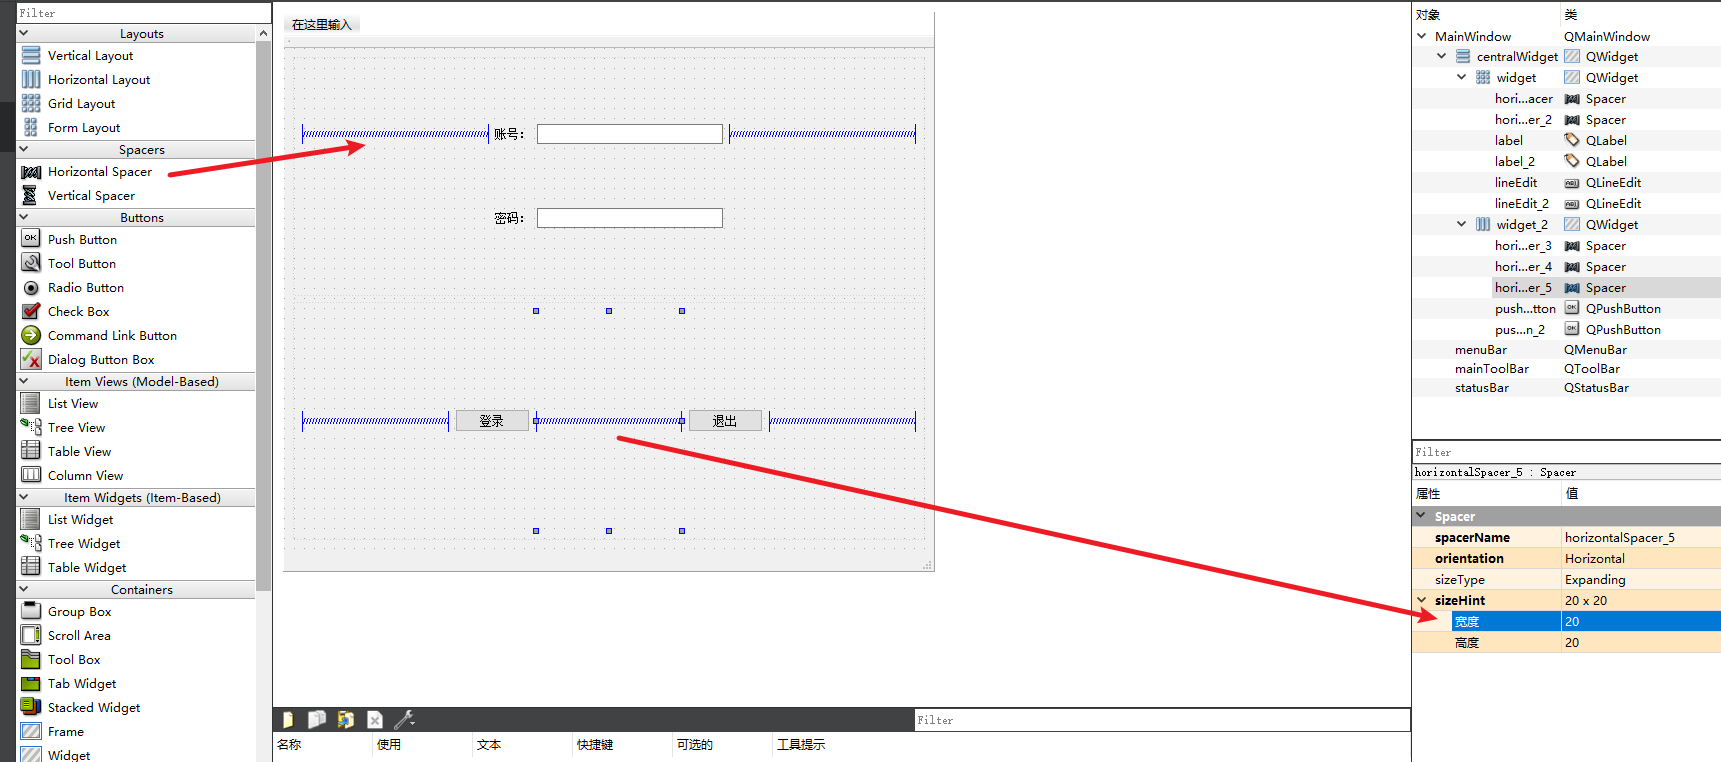 Filter
Layouts
Vertical Layout
Horizontal Layout
Grid Layout
Form Layout
Spacers
Horizontal Spacer
Vertical Spacer
Buttons
OK Push Button
Tool Button
Radio Button
Check Box
Command Link Button
Dialog Button Box
Item Views (Model-Based)
List View
Tree View
Table View
Column View
Item Widgets (Item-Based)
List Widget
Tree Widget
Table Widget
Containers
Group Box
Scroll Area
Tool Box
Tab Widget
Stacked Widget
Frame
Widget
在这里输入
账号：
密码：
登录
退出
Filter
名称 使用 文本 快捷键 可选的 工具提示
对象 类
MainWindow QMainWindow
centralWidget QWidget
widget QWidget
hori...acer Spacer
hori...er_2 Spacer
label QLabel
label_2 QLabel
lineEdit QLineEdit
lineEdit_2 QLineEdit
widget_2 QWidget
hori...er_3 Spacer
hori...er_4 Spacer
hori...er_5 Spacer
push...tton OK QPushButton
pus...n_2 OK QPushButton
menuBar QMenuBar
mainToolBar QToolBar
statusBar QStatusBar
Filter
horizontalSpacer_5 : Spacer
属性 值
Spacer
spacerName horizontalSpacer_5
orientation Horizontal
sizeType Expanding
sizeHint 20 x 20
宽度 20
高度 20